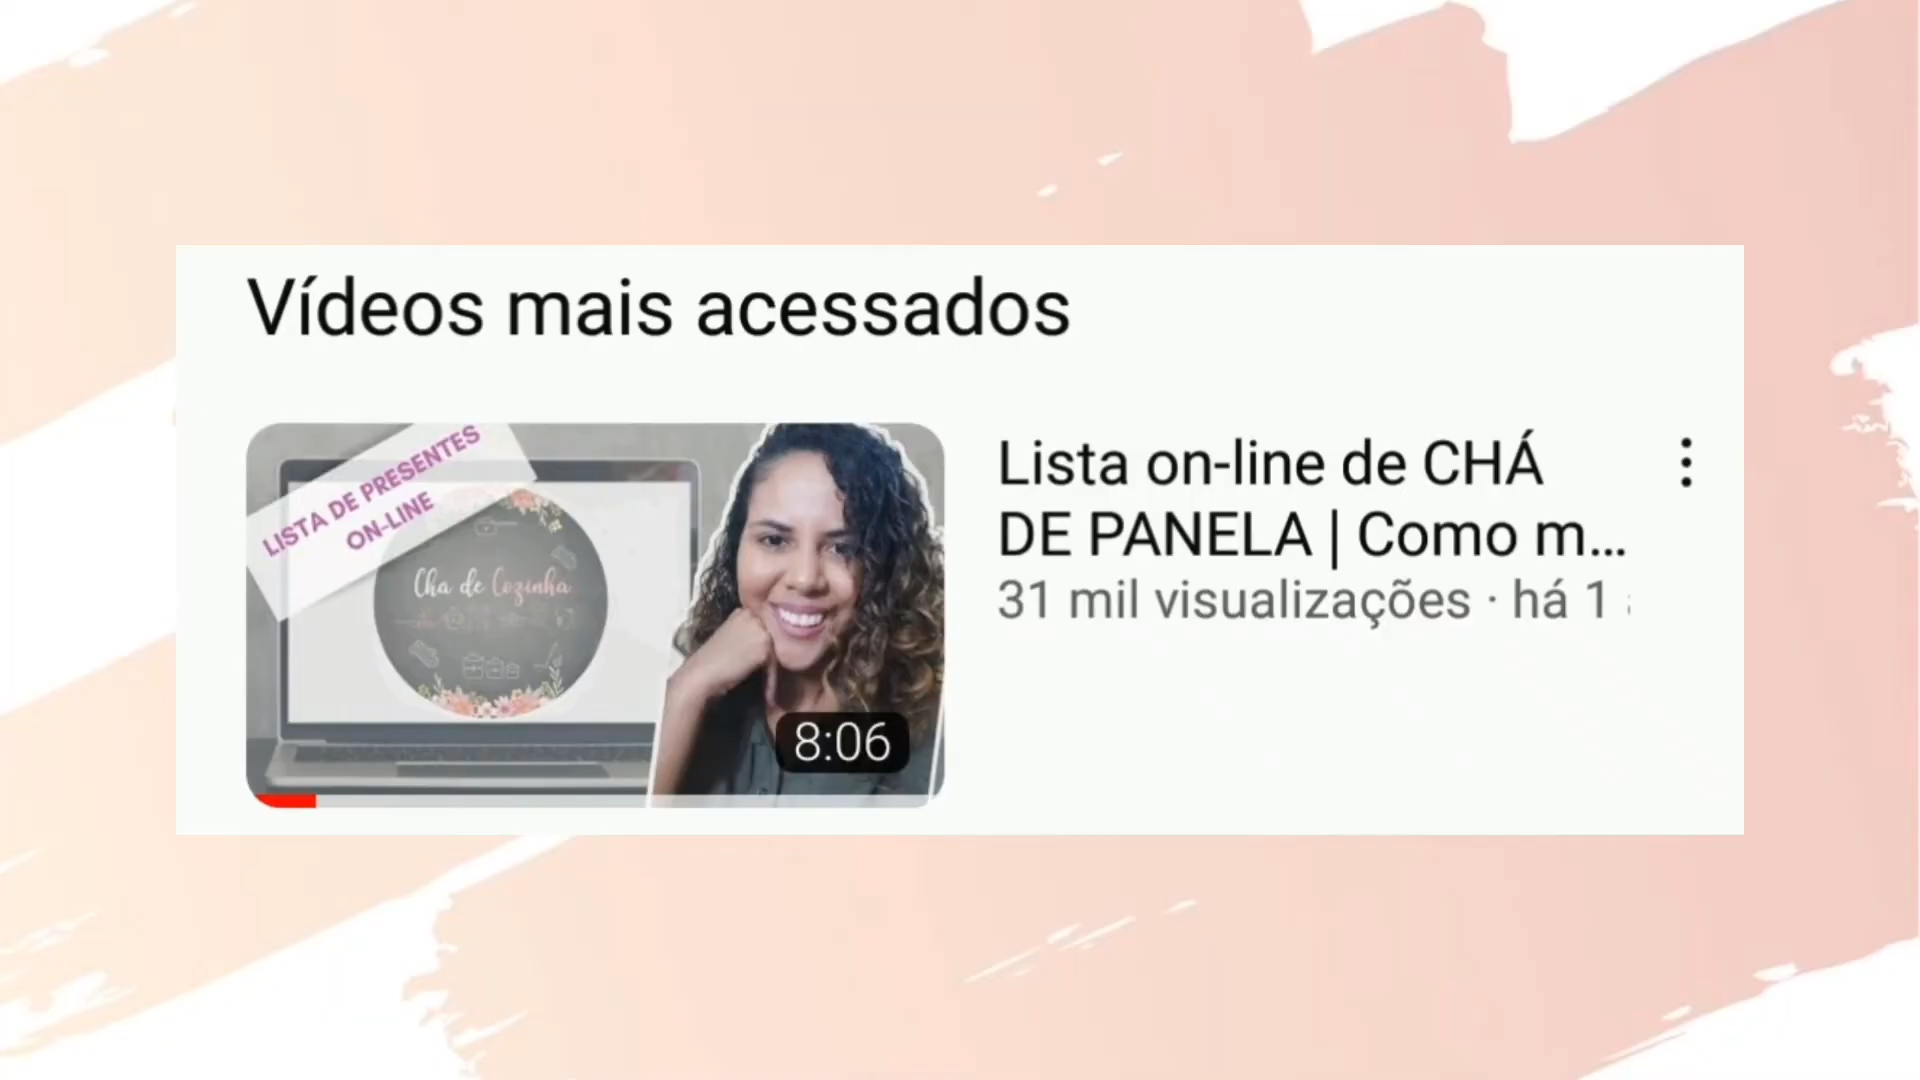 Vídeos mais acessados
LISTA DE PRESENTES
ON-LINE
Chá de Cozinha
8:06
Lista on-line de CHÁ
DE PANELA | Como m...
31 mil visualizações · há 1